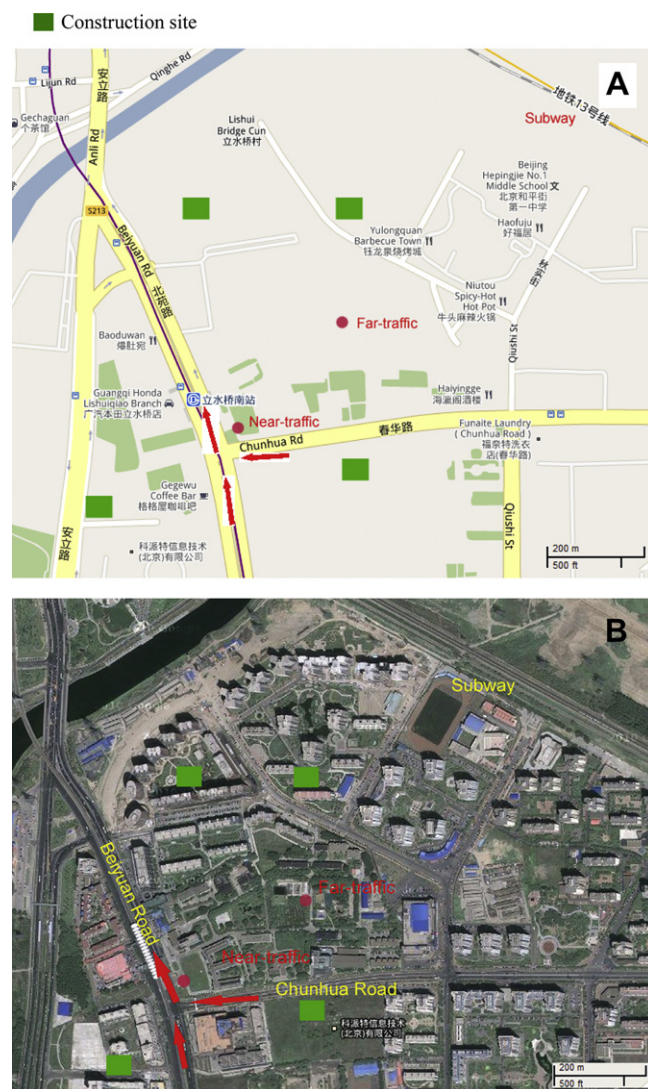 Construction site
A
Lijun Rd
Qinghe Rd
安立路
Gechaguan
个茶馆
Anli Rd
S213
Lishui
Bridge Cun
立水桥村
地铁13号线
Subway
Beijing
Hepingjie No.1
Middle School 文
北京和平街
第一中学
Haofuju
好福居
Yulongquan
Barbecue Town
钰龙泉烧烤城
Beiyuan Rd
北苑路
Niutou
Spicy-Hot
Hot Pot
牛头麻辣火锅
Qiushi St
Far-traffic
Baoduwan
爆肚宛
Guangqi Honda
Lishuiqiao Branch
广汽本田立水桥店
立水桥南站
Near-traffic
Haiyingge
海瀛阁酒楼
Chunhua Rd
春华路
Funaite Laundry
( Chunhua Road )
福奈特洗衣
店(春华路)
Gegewu
Coffee Bar
格格屋咖啡吧
安立路
科派特信息技术
(北京)有限公司
Qiushi St
200 m
500 ft
B
Subway
Beiyuan Road
Far-traffic
Near-traffic
Chunhua Road
科派特信息技术
(北京)有限公司
200 m
500 ft